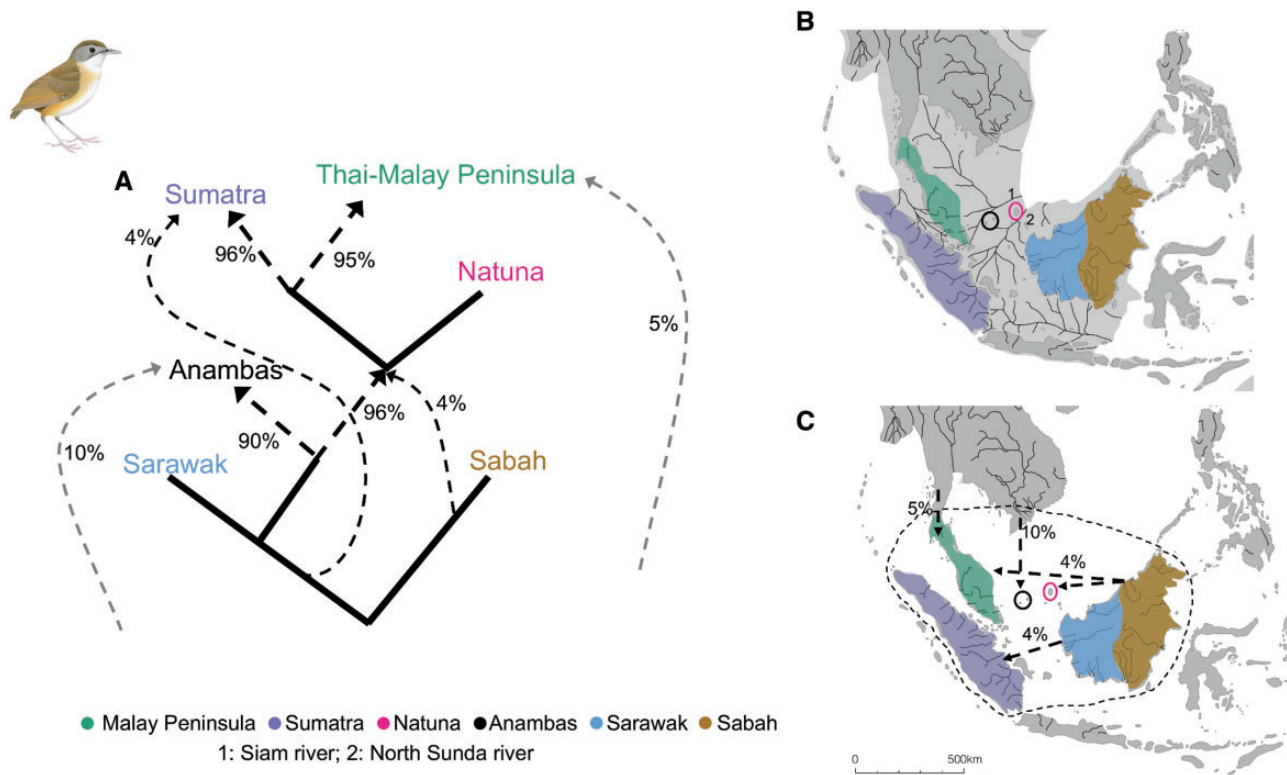 A
Sumatra
Thai-Malay Peninsula
4%
96%
95%
Natuna
5%
Anambas
96%
4%
10%
90%
Sarawak
Sabah
B
1
2
C
5%
10%
4%
4%
0
500km
Malay Peninsula Sumatra Natuna Anambas Sarawak Sabah
1: Siam river; 2: North Sunda river